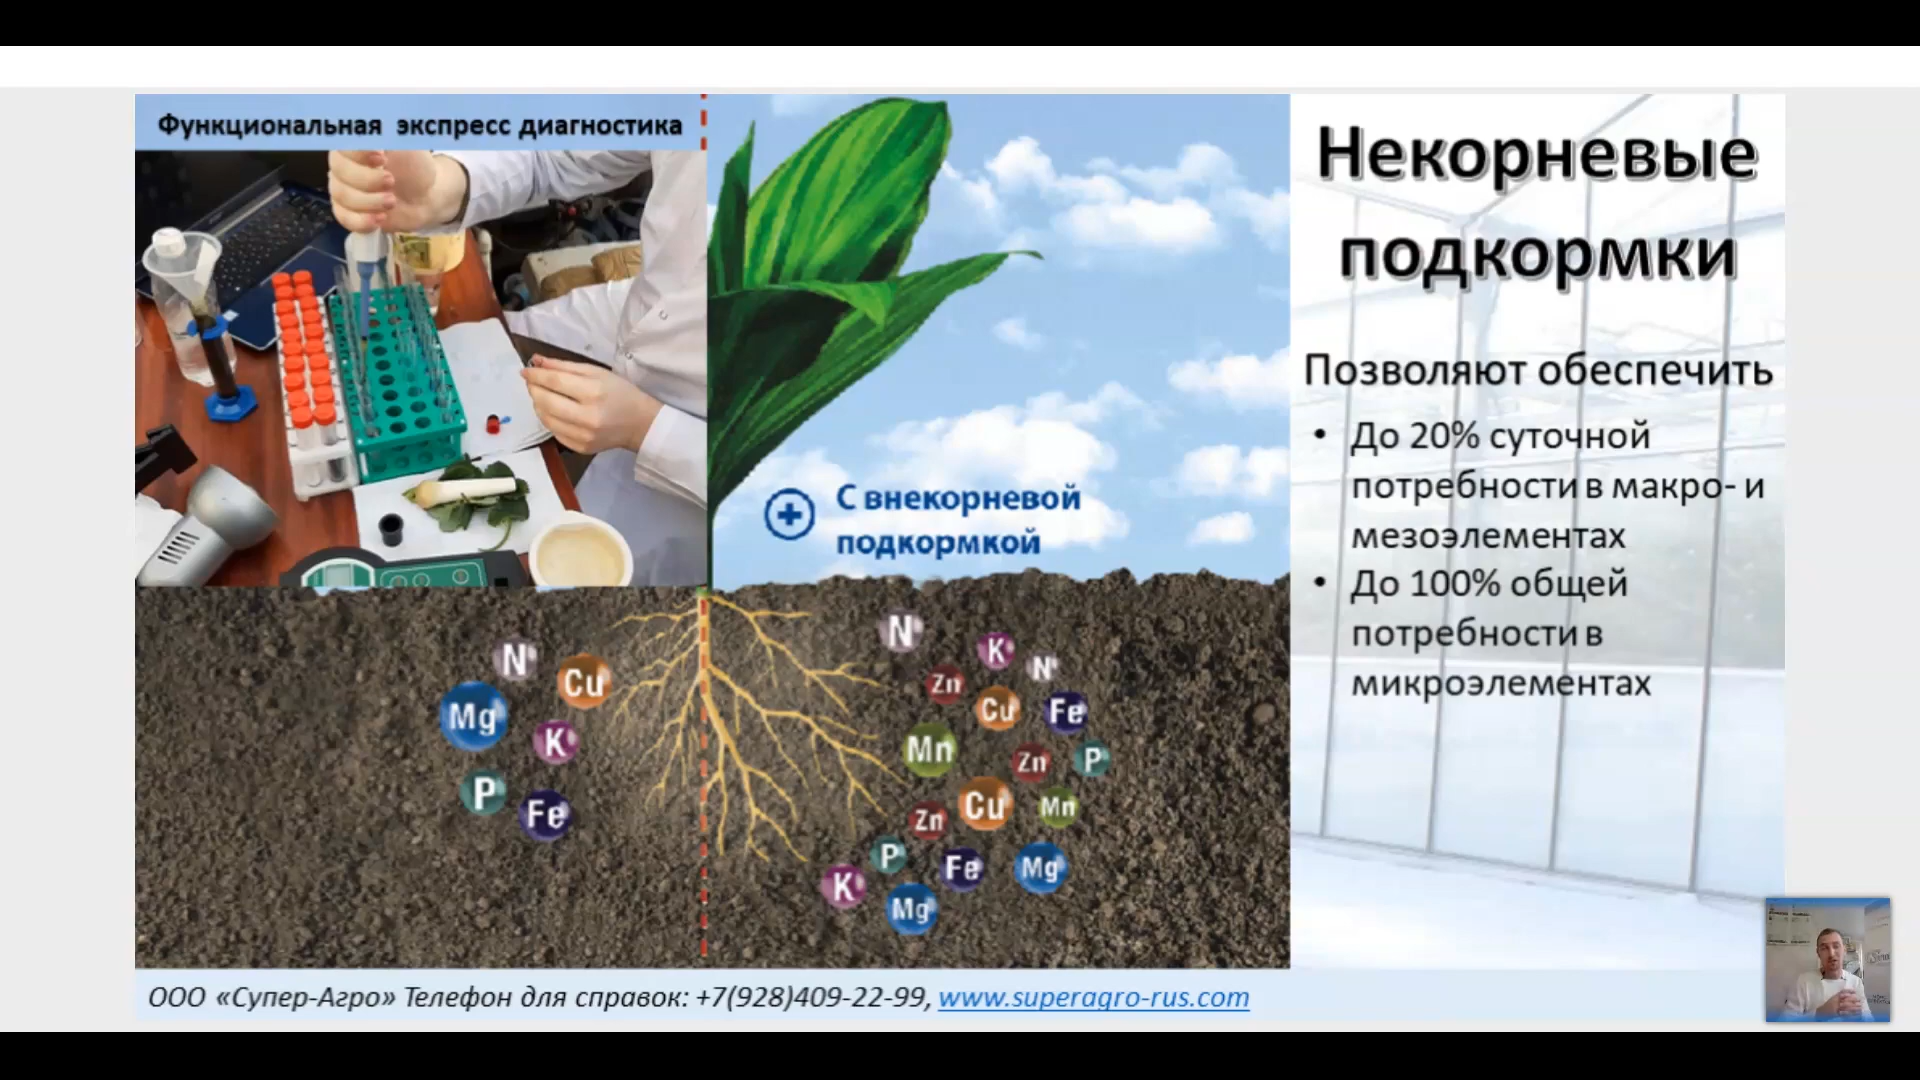 Функциональная экспресс диагностика
Некорневые
подкормки
Позволяют обеспечить
• До 20% суточной
потребности в макро- и
мезоэлементах
• До 100% общей
потребности в
микроэлементах
С внекорневой
подкормкой
N
Cu
Mg
K
P
Fe
N
K
N
Zn
Cu
Fe
Mn
Zn
P
Cu
Mn
Zn
P
Fe
Mg
K
Mg
ООО «Супер-Агро» Телефон для справок: +7(928)409-22-99, www.superagro-rus.com